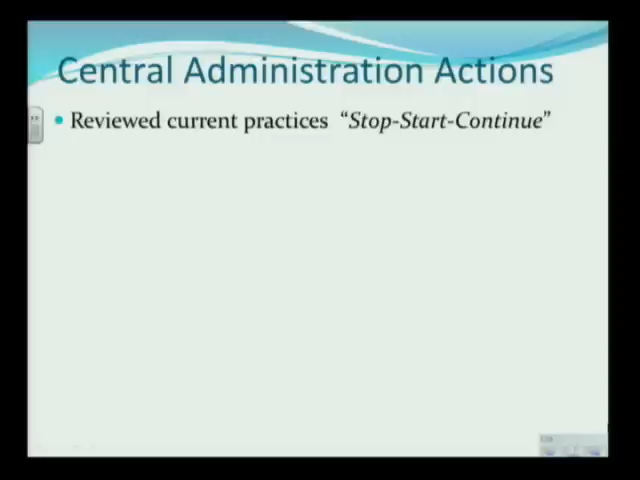 Central Administration Actions
• Reviewed current practices “Stop-Start-Continue”